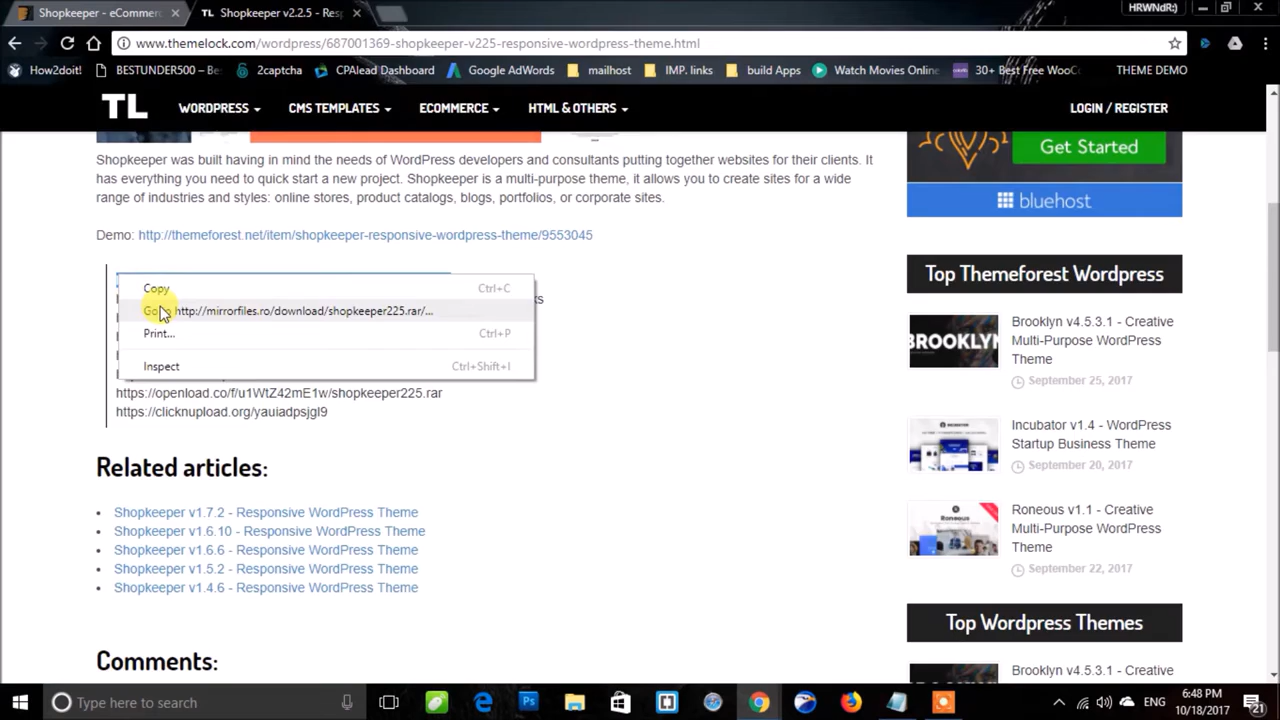 Shopkeeper - eCommer
TL Shopkeeper v2.2.5 - Res
HRWNdR:)
www.themelock.com/wordpress/687001369-shopkeeper-v225-responsive-wordpress-theme.html
How2doit!
BESTUNDER500 – Be
2captcha
CPAlead Dashboard
Google AdWords
mailhost
IMP. links
build Apps
Watch Movies Online
30+ Best Free WooC
THEME DEMO
TL
WORDPRESS
CMS TEMPLATES
ECOMMERCE
HTML & OTHERS
LOGIN / REGISTER
Shopkeeper was built having in mind the needs of WordPress developers and consultants putting together websites for their clients. It
has everything you need to quick start a new project. Shopkeeper is a multi-purpose theme, it allows you to create sites for a wide
range of industries and styles: online stores, product catalogs, blogs, portfolios, or corporate sites.
Demo: http://themeforest.net/item/shopkeeper-responsive-wordpress-theme/9553045
Copy Ctrl+C
http://mirrorfiles.ro/download/shopkeeper225.rar/...
Print... Ctrl+P
Inspect Ctrl+Shift+I
https://openload.co/f/u1WtZ42mE1w/shopkeeper225.rar
https://clicknupload.org/yauiadpsjgl9
Related articles:
Shopkeeper v1.7.2 - Responsive WordPress Theme
Shopkeeper v1.6.10 - Responsive WordPress Theme
Shopkeeper v1.6.6 - Responsive WordPress Theme
Shopkeeper v1.5.2 - Responsive WordPress Theme
Shopkeeper v1.4.6 - Responsive WordPress Theme
Comments:
Get Started
bluehost
Top Themeforest Wordpress
BROOKLYN
Brooklyn v4.5.3.1 - Creative
Multi-Purpose WordPress
Theme
September 25, 2017
INCUBATOR
Incubator v1.4 - WordPress
Startup Business Theme
September 20, 2017
Roneous
Roneous v1.1 - Creative
Multi-Purpose WordPress
Theme
September 22, 2017
Top Wordpress Themes
Brooklyn v4.5.3.1 - Creative
Type here to search
ENG
6:48 PM
10/18/2017
21